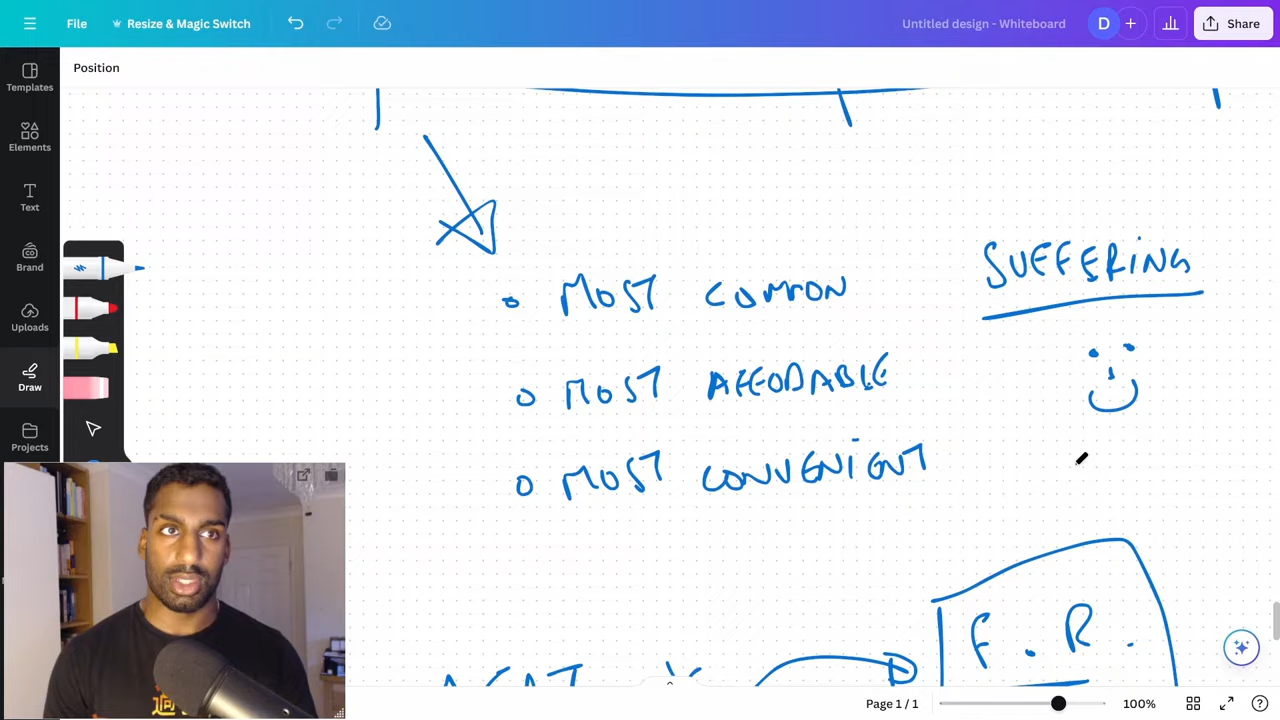 File
Resize & Magic Switch
Untitled design - Whiteboard
D
Share
Position
Templates
Elements
Text
Brand
Uploads
Draw
Projects
SUFFERING
MOST COMMON
MOST AFFODABLE
MOST CONVENIENT
F. R.
Page 1 / 1
100%